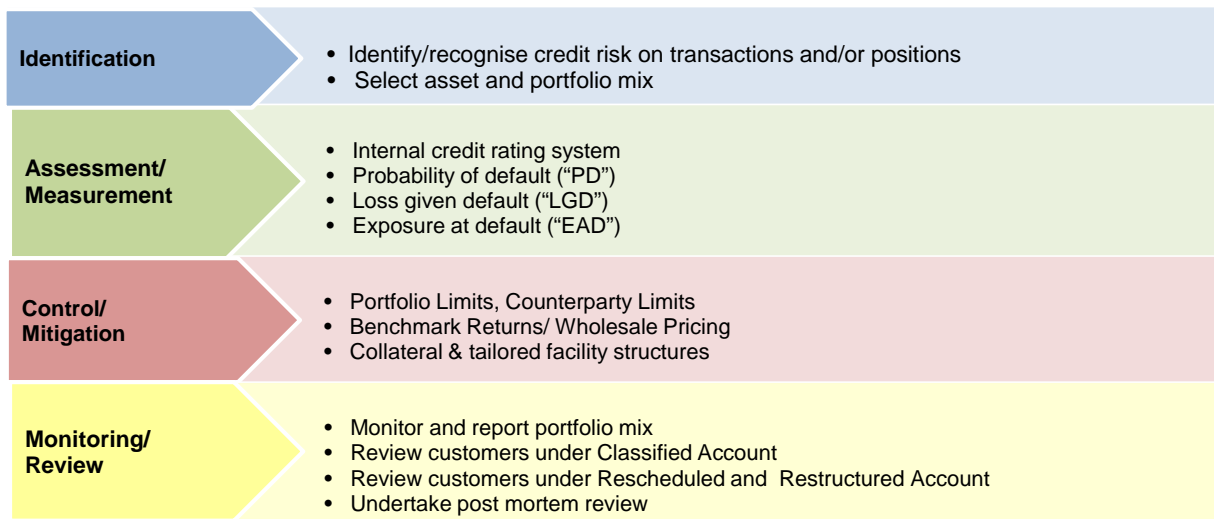 Identification
• Identify/recognise credit risk on transactions and/or positions
• Select asset and portfolio mix
Assessment/
Measurement
• Internal credit rating system
• Probability of default (“PD”)
• Loss given default (“LGD”)
• Exposure at default (“EAD”)
Control/
Mitigation
• Portfolio Limits, Counterparty Limits
• Benchmark Returns/ Wholesale Pricing
• Collateral & tailored facility structures
Monitoring/
Review
• Monitor and report portfolio mix
• Review customers under Classified Account
• Review customers under Rescheduled and Restructured Account
• Undertake post mortem review